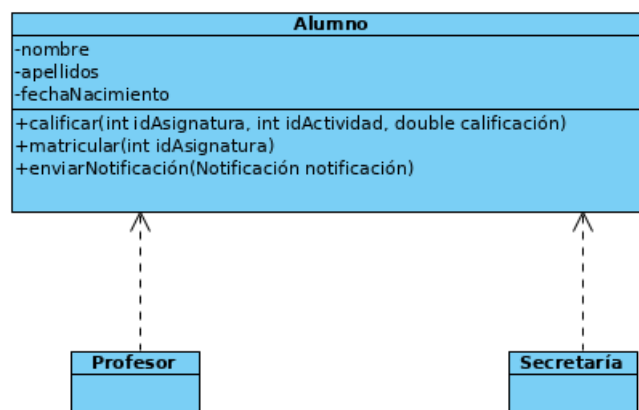 Alumno
-nombre
-apellidos
-fechaNacimiento
+calificar(int idAsignatura, int idActividad, double calificación)
+matricular(int idAsignatura)
+enviarNotificación(Notificación notificación)
Profesor
Secretaría